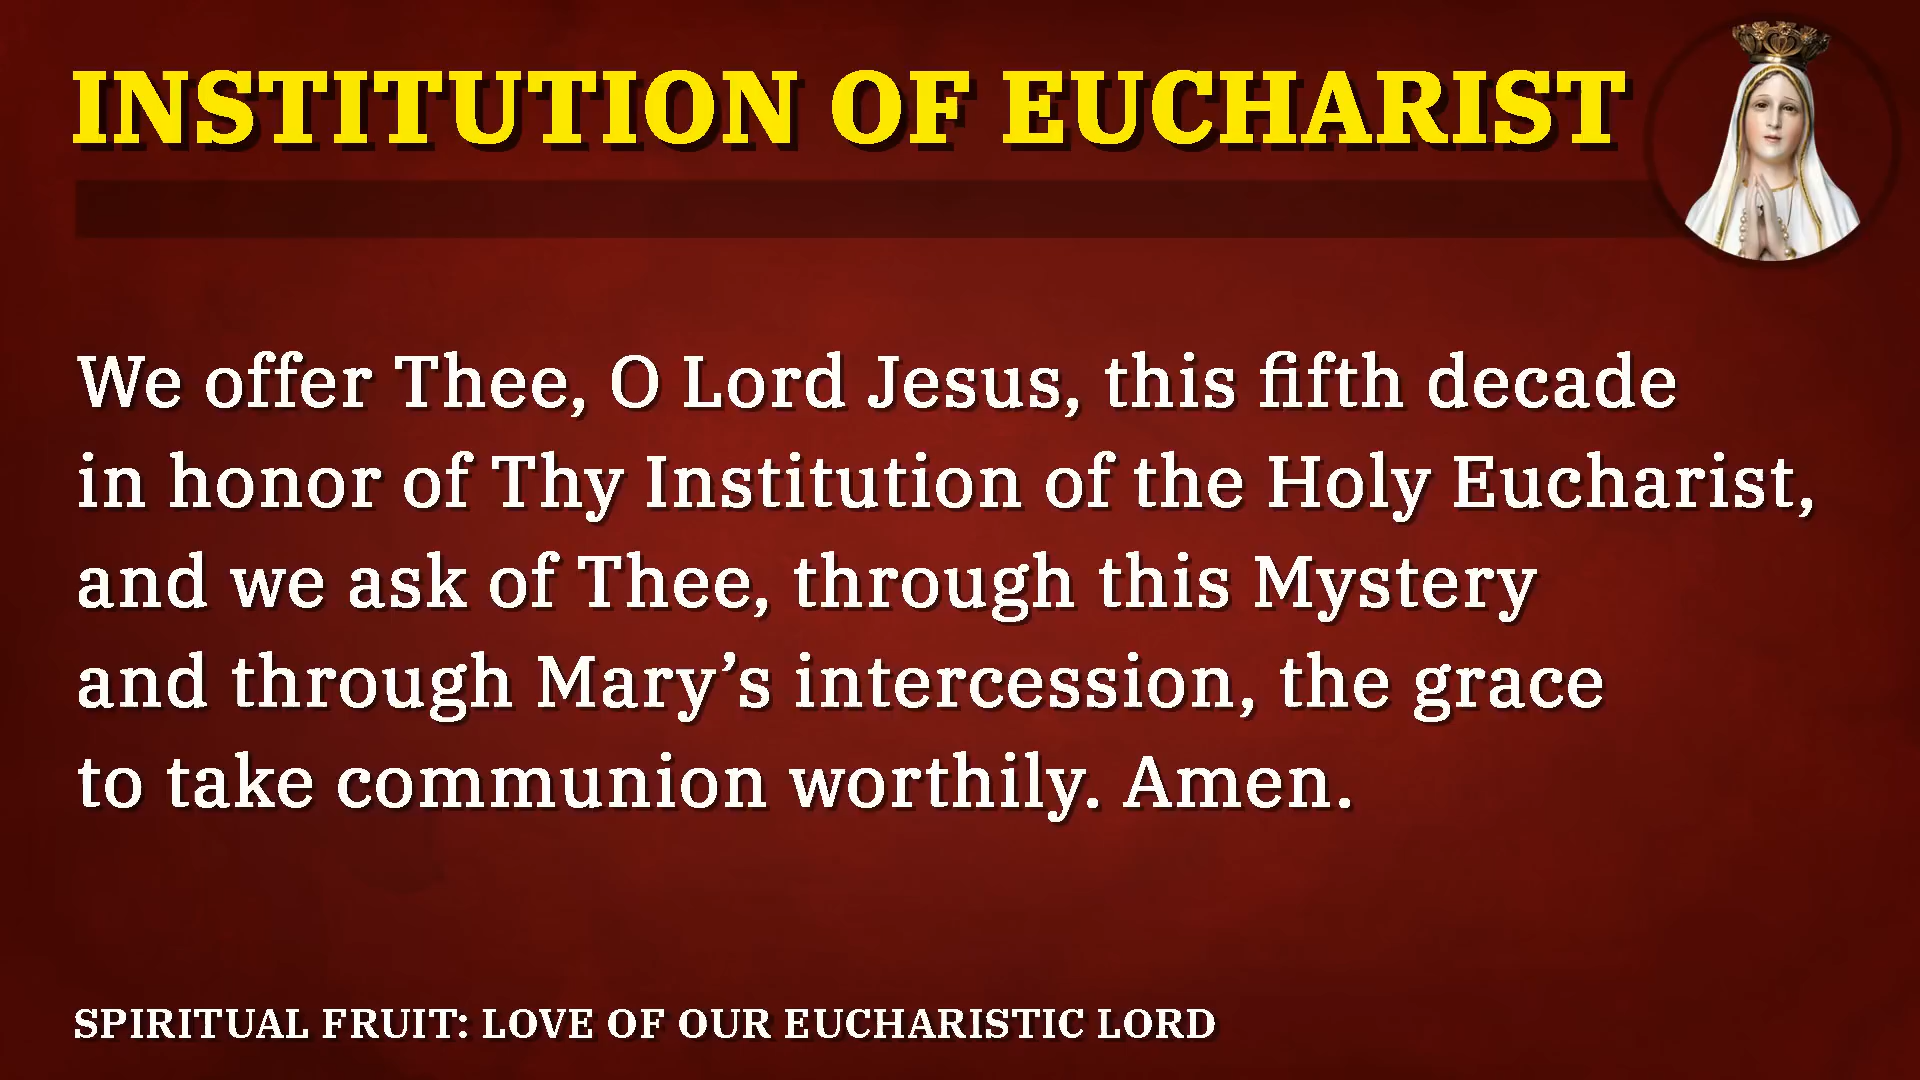 INSTITUTION OF EUCHARIST
We offer Thee, O Lord Jesus, this fifth decade
in honor of Thy Institution of the Holy Eucharist,
and we ask of Thee, through this Mystery
and through Mary’s intercession, the grace
to take communion worthily. Amen.
SPIRITUAL FRUIT: LOVE OF OUR EUCHARISTIC LORD